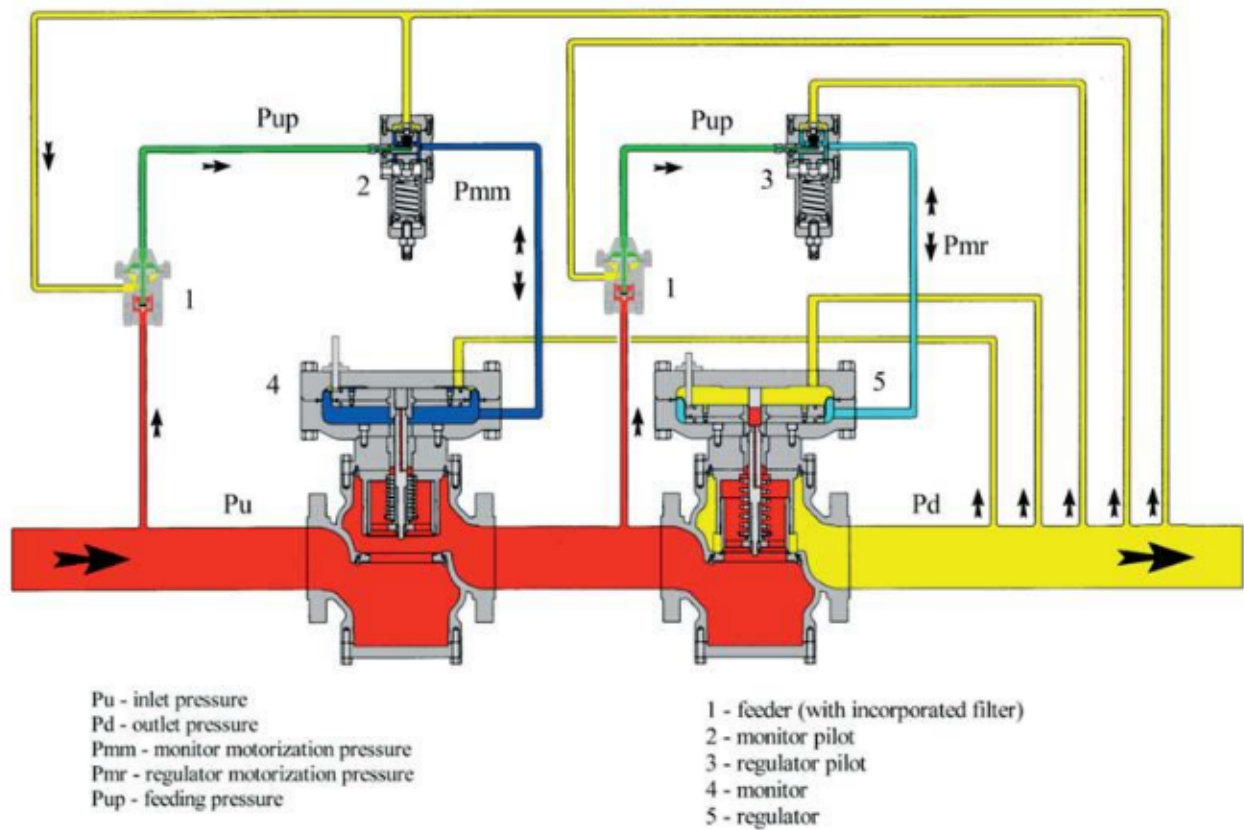 Pup
Pup
2
3
Pmm
Pmr
1
1
4
5
Pu
Pd
Pu - inlet pressure
Pd - outlet pressure
Pmm - monitor motorization pressure
Pmr - regulator motorization pressure
Pup - feeding pressure
1 - feeder (with incorporated filter)
2 - monitor pilot
3 - regulator pilot
4 - monitor
5 - regulator